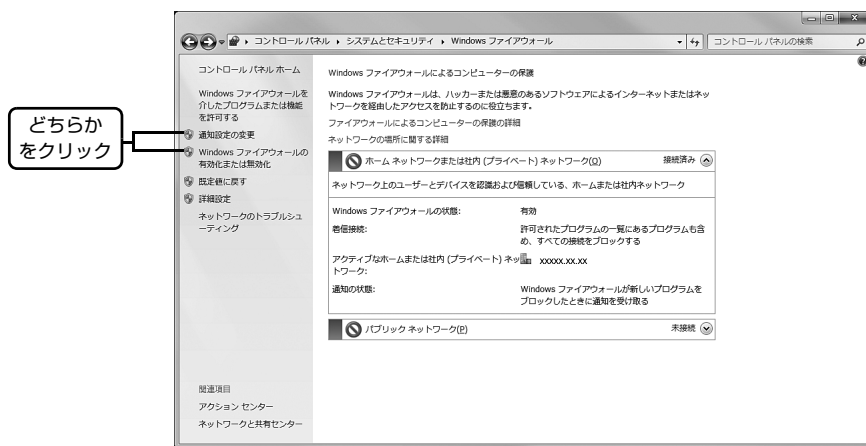 コントロール パネル ▸ システムとセキュリティ ▸ Windows ファイアウォール
コントロール パネルの検索
コントロール パネル ホーム
Windows ファイアウォールを
介したプログラムまたは機能
を許可する
通知設定の変更
Windows ファイアウォールの
有効化または無効化
既定値に戻す
詳細設定
ネットワークのトラブルシュ
ーティング
関連項目
アクション センター
ネットワークと共有センター
どちらか
をクリック
Windows ファイアウォールによるコンピューターの保護
Windows ファイアウォールは、ハッカーまたは悪意のあるソフトウェアによるインターネットまたはネッ
トワークを経由したアクセスを防止するのに役立ちます。
ファイアウォールによるコンピューターの保護の詳細
ネットワークの場所に関する詳細
ホーム ネットワークまたは社内 (プライベート) ネットワーク(O) 接続済み
ネットワーク上のユーザーとデバイスを認識および信頼している、ホームまたは社内ネットワーク
Windows ファイアウォールの状態: 有効
着信接続: 許可されたプログラムの一覧にあるプログラムも含
め、すべての接続をブロックする
アクティブなホームまたは社内 (プライベート) ネッ xxxxx.xx.xx
トワーク:
通知の状態: Windows ファイアウォールが新しいプログラムを
ブロックしたときに通知を受け取る
パブリック ネットワーク(P) 未接続